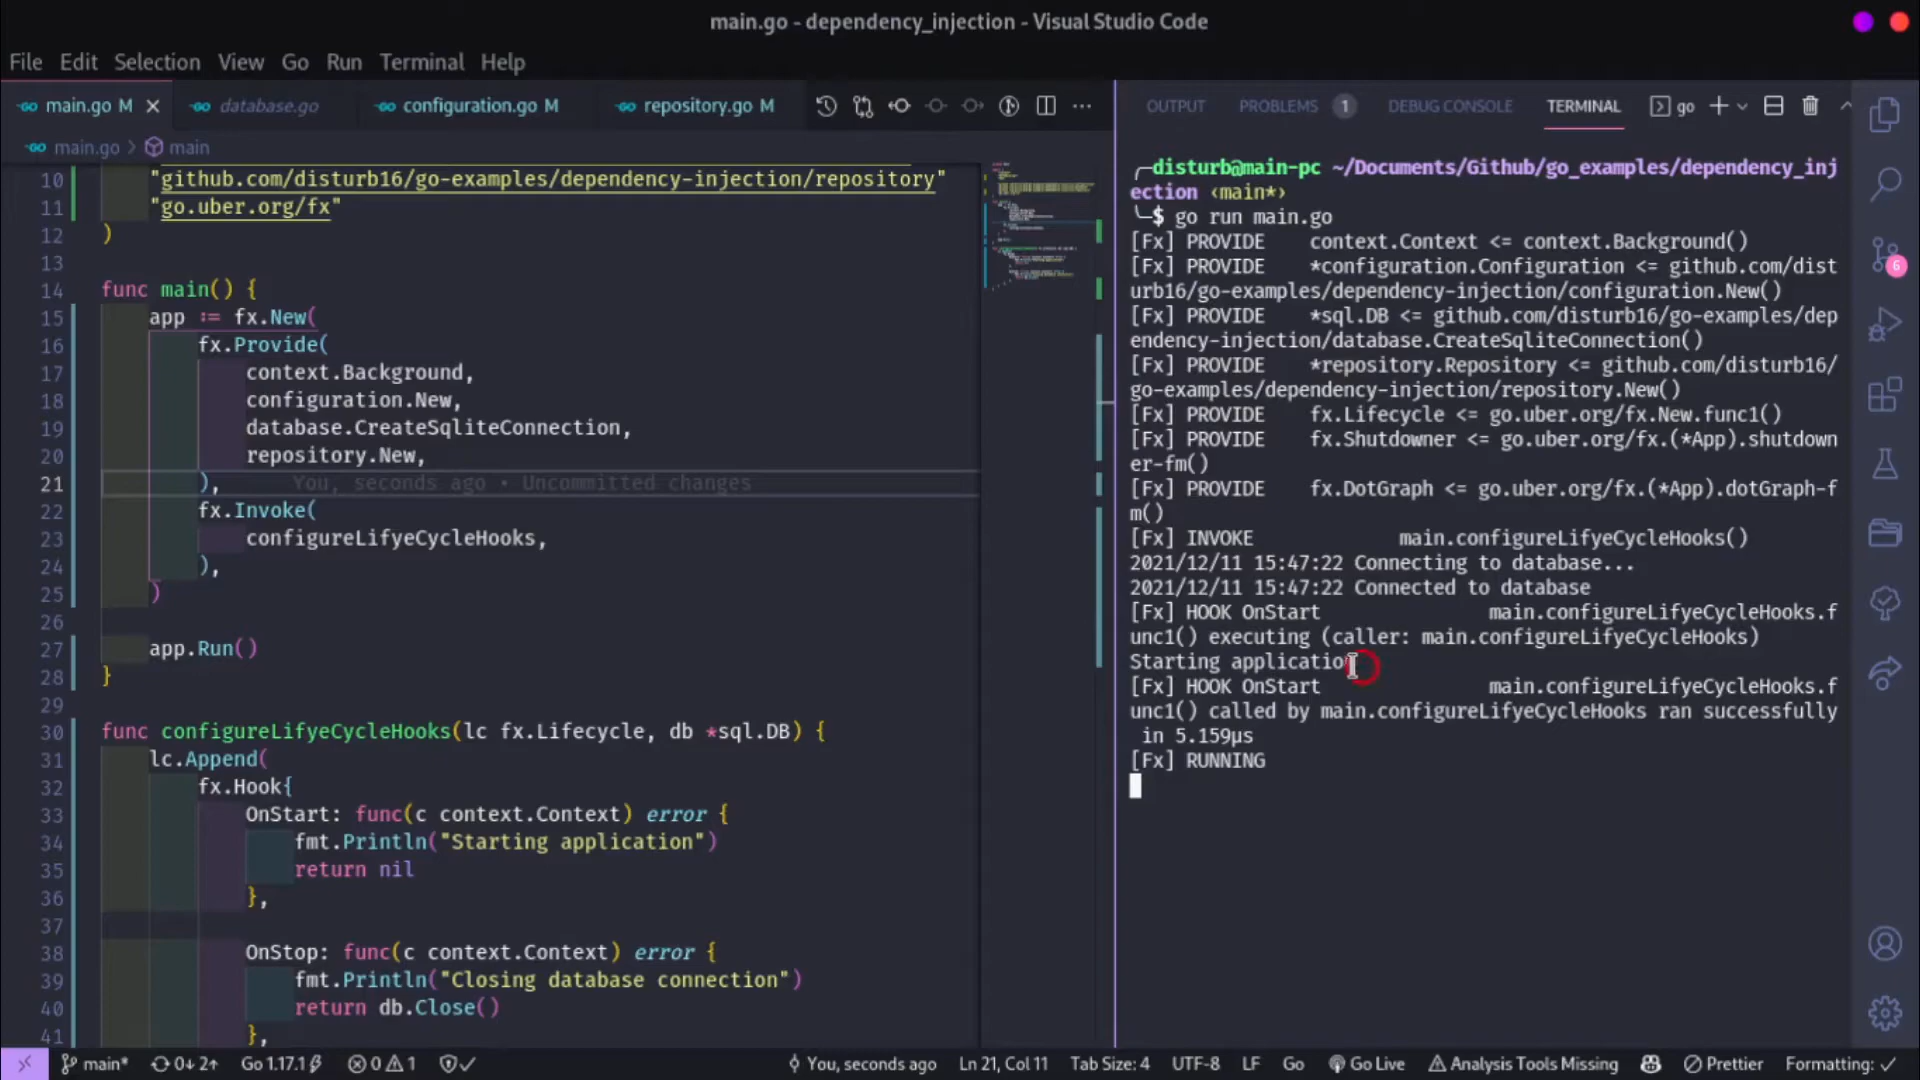 main.go - dependency_injection - Visual Studio Code
File Edit Selection View Go Run Terminal Help
main.go M database.go configuration.go M repository.go M
main.go > main
10 "github.com/disturb16/go-examples/dependency-injection/repository"
11 "go.uber.org/fx"
12 )
13
14 func main() {
15 app := fx.New(
16 fx.Provide(
17 context.Background,
18 configuration.New,
19 database.CreateSqliteConnection,
20 repository.New,
21 ), You, seconds ago • Uncommitted changes
22 fx.Invoke(
23 configureLifyeCycleHooks,
24 ),
25 )
26
27 app.Run()
28 }
29
30 func configureLifyeCycleHooks(lc fx.Lifecycle, db *sql.DB) {
31 lc.Append(
32 fx.Hook{
33 OnStart: func(c context.Context) error {
34 fmt.Println("Starting application")
35 return nil
36 },
37
38 OnStop: func(c context.Context) error {
39 fmt.Println("Closing database connection")
40 return db.Close()
41 },
OUTPUT PROBLEMS 1 DEBUG CONSOLE TERMINAL go
disturb@main-pc ~/Documents/Github/go_examples/dependency_inj
ection ‹main*›
$ go run main.go
[Fx] PROVIDE context.Context <= context.Background()
[Fx] PROVIDE *configuration.Configuration <= github.com/dist
urb16/go-examples/dependency-injection/configuration.New()
[Fx] PROVIDE *sql.DB <= github.com/disturb16/go-examples/dep
endency-injection/database.CreateSqliteConnection()
[Fx] PROVIDE *repository.Repository <= github.com/disturb16/
go-examples/dependency-injection/repository.New()
[Fx] PROVIDE fx.Lifecycle <= go.uber.org/fx.New.func1()
[Fx] PROVIDE fx.Shutdowner <= go.uber.org/fx.(*App).shutdown
er-fm()
[Fx] PROVIDE fx.DotGraph <= go.uber.org/fx.(*App).dotGraph-f
m()
[Fx] INVOKE main.configureLifyeCycleHooks()
2021/12/11 15:47:22 Connecting to database...
2021/12/11 15:47:22 Connected to database
[Fx] HOOK OnStart main.configureLifyeCycleHooks.f
unc1() executing (caller: main.configureLifyeCycleHooks)
Starting application
[Fx] HOOK OnStart main.configureLifyeCycleHooks.f
unc1() called by main.configureLifyeCycleHooks ran successfully
in 5.159µs
[Fx] RUNNING
6
main* 0↓ 2↑ Go 1.17.1 0 1 You, seconds ago Ln 21, Col 11 Tab Size: 4 UTF-8 LF Go Go Live Analysis Tools Missing Prettier Formatting: ✓